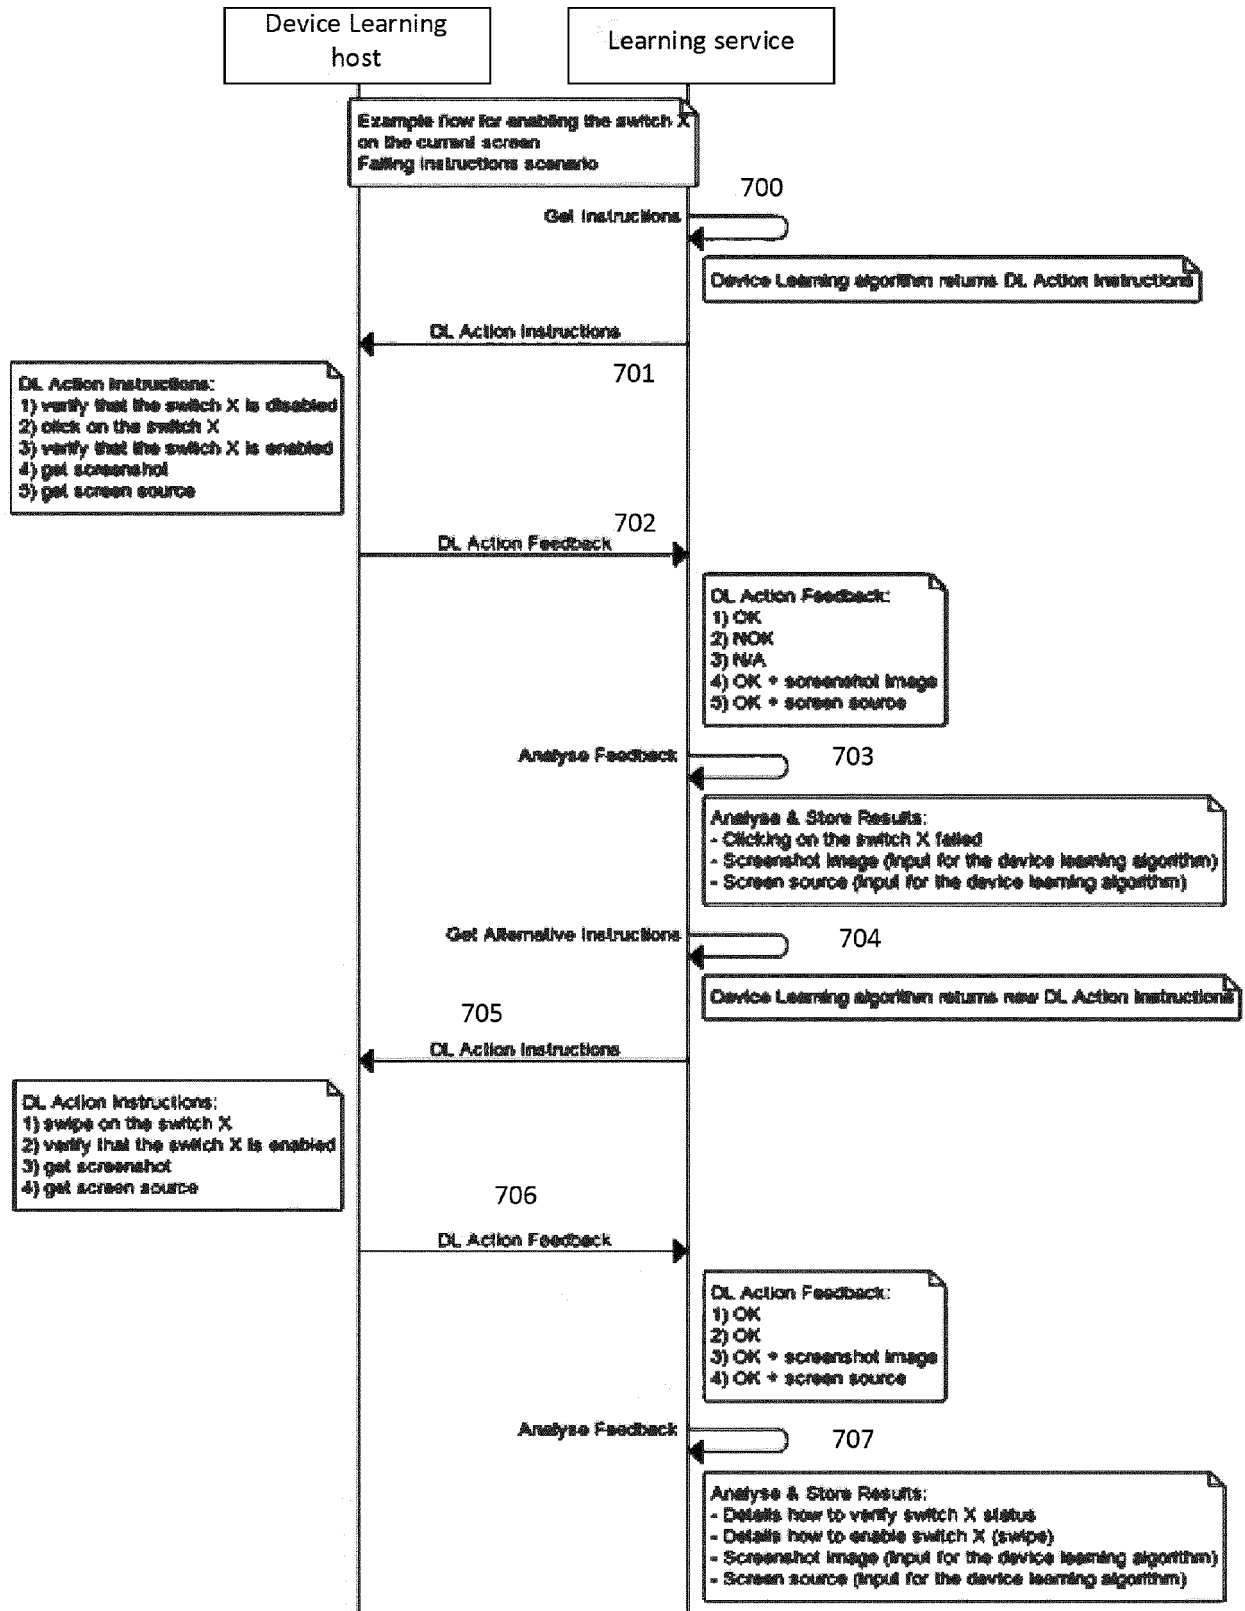 Device Learning
host
Learning service
Example flow for enabling the switch X
on the current screen
Failing instructions scenario
700
Get Instructions
Device Learning algorithm returns DL Action Instructions
DL Action Instructions
701
DL Action Instructions:
1) verify that the switch X is disabled
2) click on the switch X
3) verify that the switch X is enabled
4) get screenshot
5) get screen source
702
DL Action Feedback
DL Action Feedback:
1) OK
2) NOK
3) N/A
4) OK + screenshot image
5) OK + screen source
Analyse Feedback
703
Analyse & Store Results:
- Clicking on the switch X failed
- Screenshot image (input for the device learning algorithm)
- Screen source (input for the device learning algorithm)
Get Alternative Instructions
704
Device Learning algorithm returns new DL Action Instructions
705
DL Action Instructions
DL Action Instructions:
1) swipe on the switch X
2) verify that the switch X is enabled
3) get screenshot
4) get screen source
706
DL Action Feedback
DL Action Feedback:
1) OK
2) OK
3) OK + screenshot image
4) OK + screen source
Analyse Feedback
707
Analyse & Store Results:
- Details how to verify switch X status
- Details how to enable switch X (swipe)
- Screenshot image (input for the device learning algorithm)
- Screen source (input for the device learning algorithm)